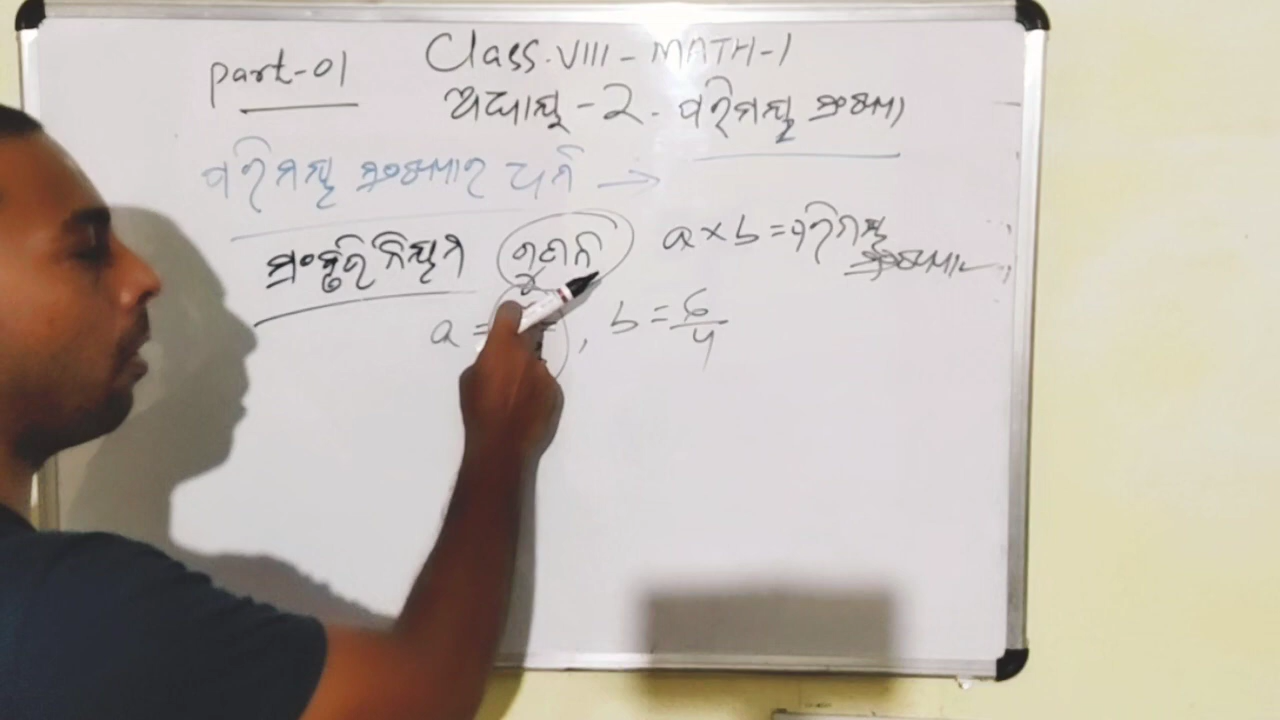 part-01 Class.VIII-MATH-1
ଅଧ୍ୟାୟ-2. ପରିମେୟ ସଂଖ୍ୟା
ପରିମେୟ ସଂଖ୍ୟାର ଧର୍ମ →
ସଂବୃତି ନିୟମ ଗୁଣନ a×b=ପରିମେୟ ସଂଖ୍ୟା
a= , b=6/4